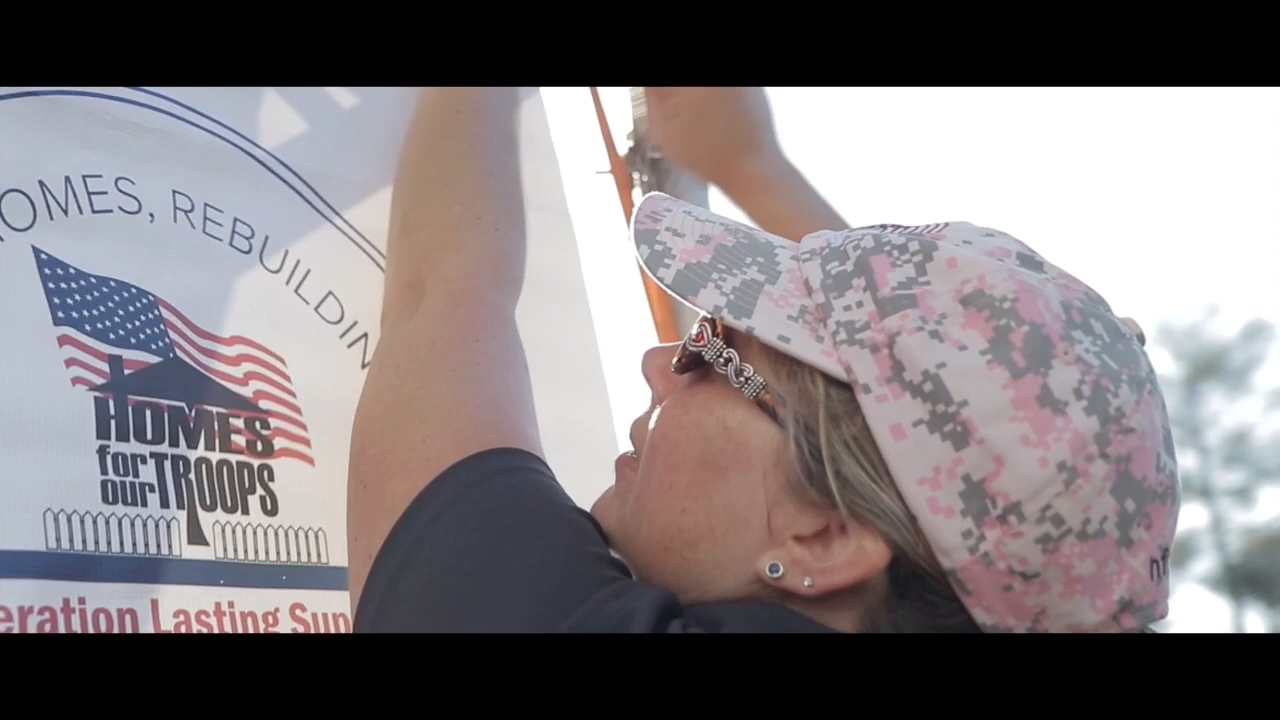 OMES, REBUILDIN
HOMES
for TROOPS
our
eration Lasting Sup